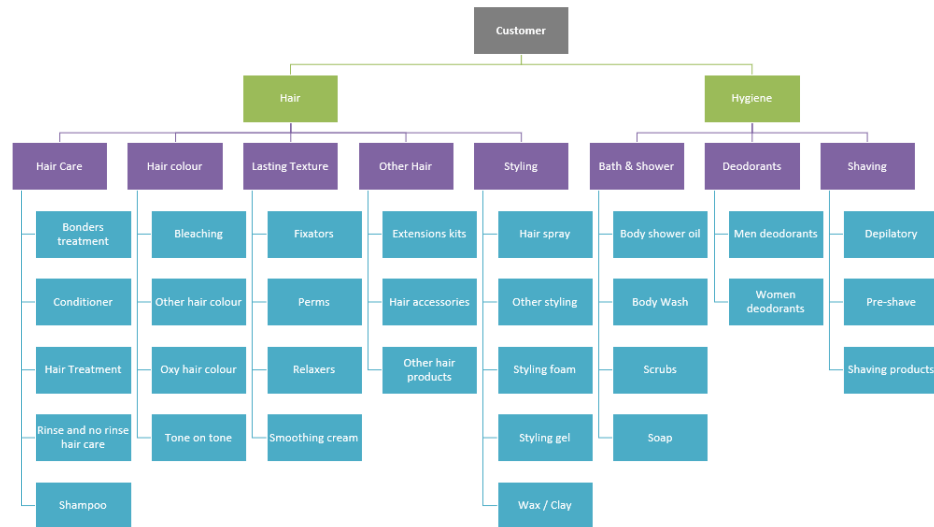 Customer
Hair
Hygiene
Hair Care
Hair colour
Lasting Texture
Other Hair
Styling
Bath & Shower
Deodorants
Shaving
Bonders
treatment
Bleaching
Fixators
Extensions kits
Hair spray
Body shower oil
Men deodorants
Depilatory
Conditioner
Other hair colour
Perms
Hair accessories
Other styling
Body Wash
Women
deodorants
Pre-shave
Hair Treatment
Oxy hair colour
Relaxers
Other hair
products
Styling foam
Scrubs
Shaving products
Rinse and no rinse
hair care
Tone on tone
Smoothing cream
Styling gel
Soap
Shampoo
Wax / Clay